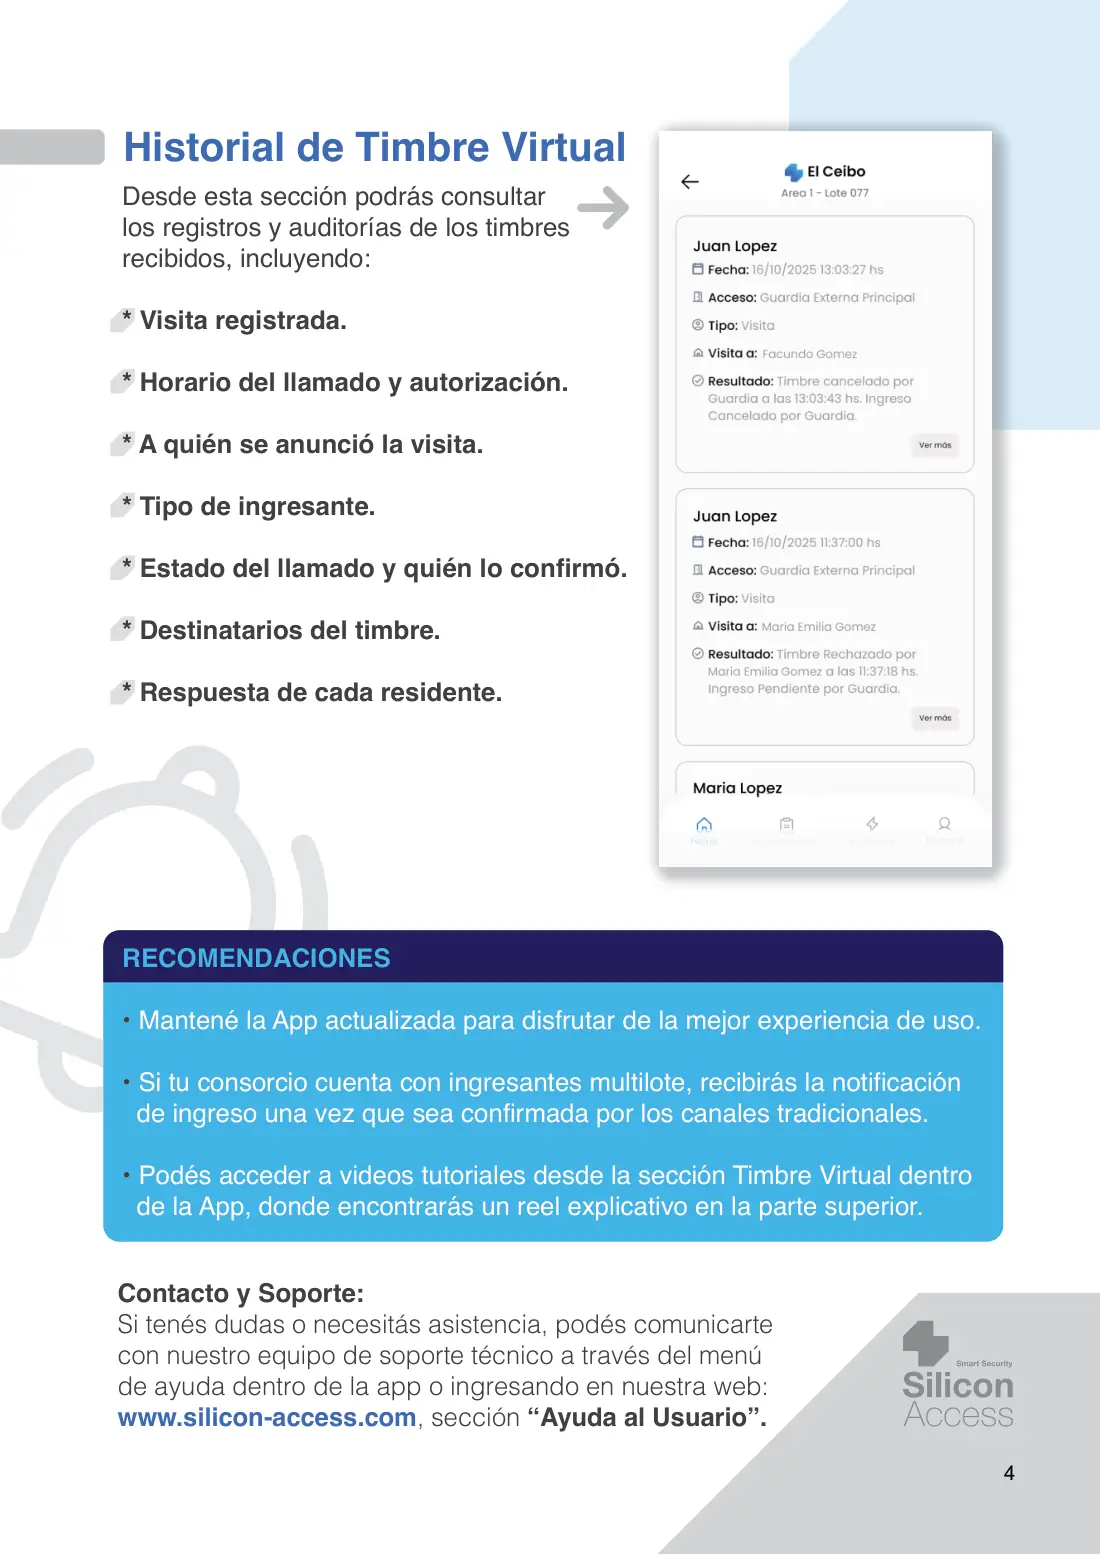 Historial de Timbre Virtual
Desde esta sección podrás consultar
los registros y auditorías de los timbres
recibidos, incluyendo:
* Visita registrada.
* Horario del llamado y autorización.
* A quién se anunció la visita.
* Tipo de ingresante.
* Estado del llamado y quién lo confirmó.
* Destinatarios del timbre.
* Respuesta de cada residente.
El Ceibo
Area 1 - Lote 077
Juan Lopez
Fecha: 16/10/2025 13:03:27 hs
Acceso: Guardia Externa Principal
Tipo: Visita
Visita a: Facundo Gomez
Resultado: Timbre cancelado por
Guardia a las 13:03:43 hs. Ingreso
Cancelado por Guardia.
Ver más
Juan Lopez
Fecha: 16/10/2025 11:37:00 hs
Acceso: Guardia Externa Principal
Tipo: Visita
Visita a: Maria Emilia Gomez
Resultado: Timbre Rechazado por
Maria Emilia Gomez a las 11:37:18 hs.
Ingreso Pendiente por Guardia.
Ver más
Maria Lopez
RECOMENDACIONES
• Mantené la App actualizada para disfrutar de la mejor experiencia de uso.
• Si tu consorcio cuenta con ingresantes multilote, recibirás la notificación
de ingreso una vez que sea confirmada por los canales tradicionales.
• Podés acceder a videos tutoriales desde la sección Timbre Virtual dentro
de la App, donde encontrarás un reel explicativo en la parte superior.
Contacto y Soporte:
Si tenés dudas o necesitás asistencia, podés comunicarte
con nuestro equipo de soporte técnico a través del menú
de ayuda dentro de la app o ingresando en nuestra web:
www.silicon-access.com, sección “Ayuda al Usuario”.
Smart Security
Silicon
Access
4